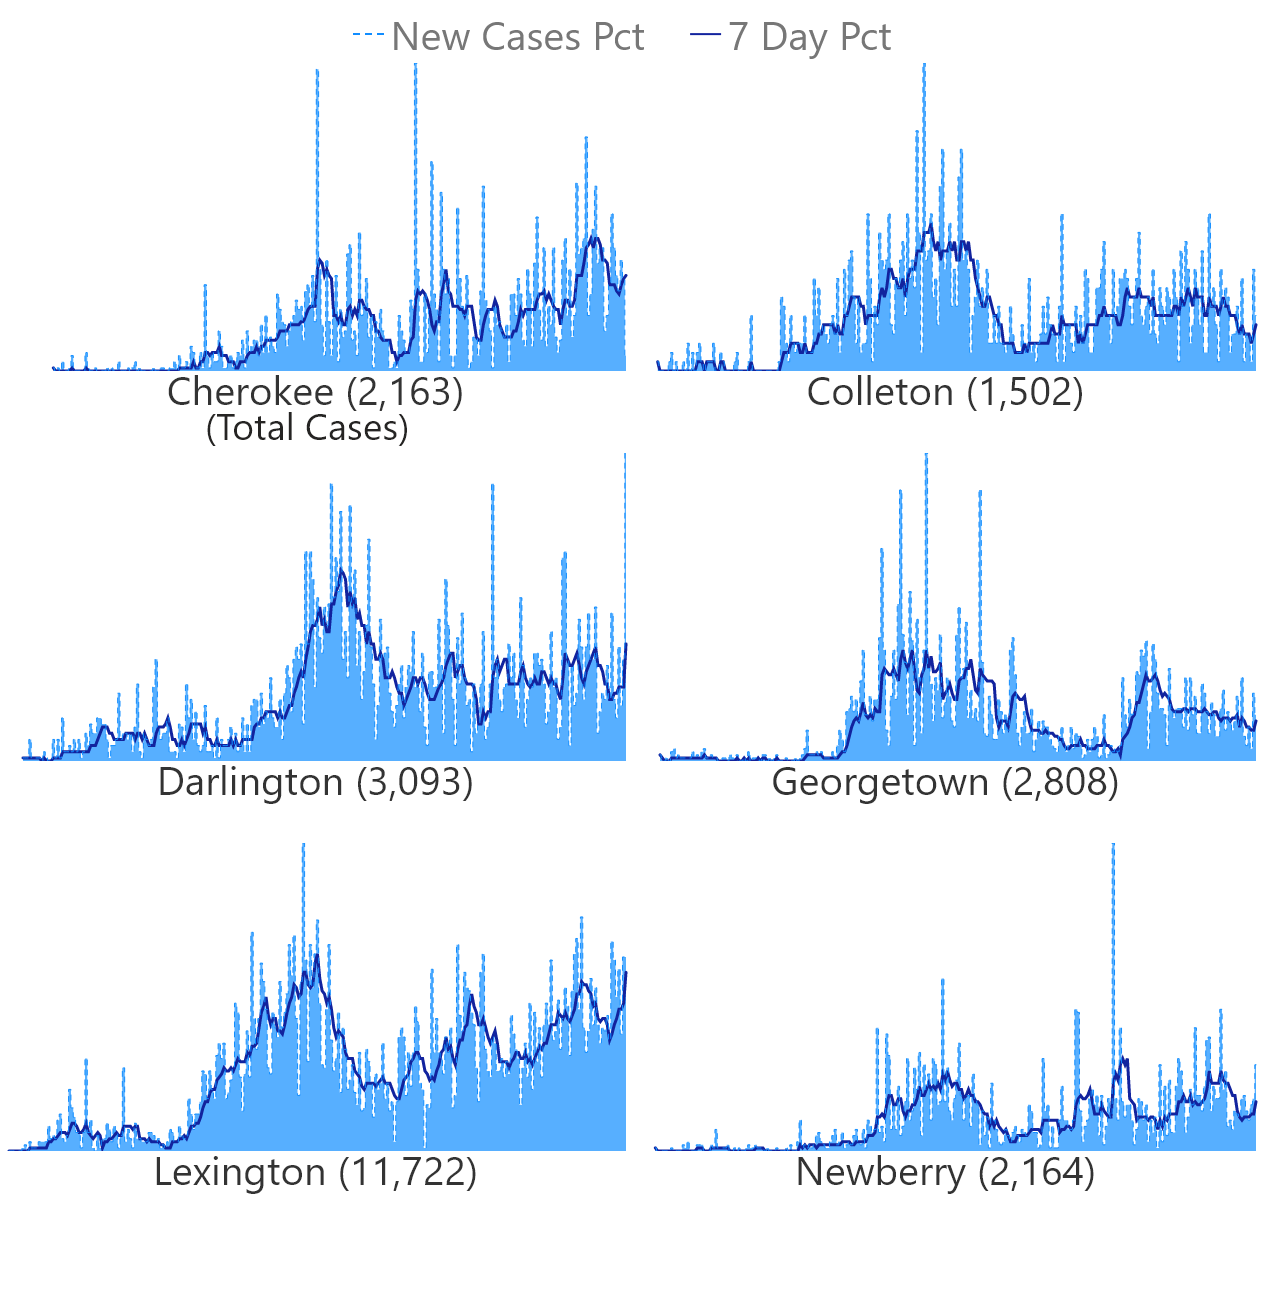 New Cases Pct 7 Day Pct
Cherokee (2,163) Colleton (1,502)
(Total Cases)
Darlington (3,093) Georgetown (2,808)
Lexington (11,722) Newberry (2,164)